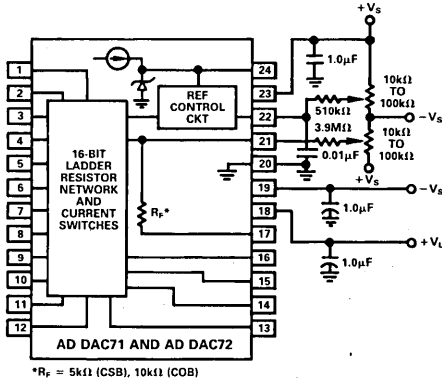 +VS
1.0μF
1
2
3
4
5
6
7
8
9
10
11
12
16-BIT
LADDER
RESISTOR
NETWORK
AND
CURRENT
SWITCHES
REF
CONTROL
CKT
RF*
24
23
22
21
20
19
18
17
16
15
14
13
510kΩ
3.9MΩ
0.01μF
10kΩ
TO
100kΩ
−VS
10kΩ
TO
100kΩ
+VS
−VS
1.0μF
+VL
1.0μF
AD DAC71 AND AD DAC72
*RF = 5kΩ (CSB), 10kΩ (COB)